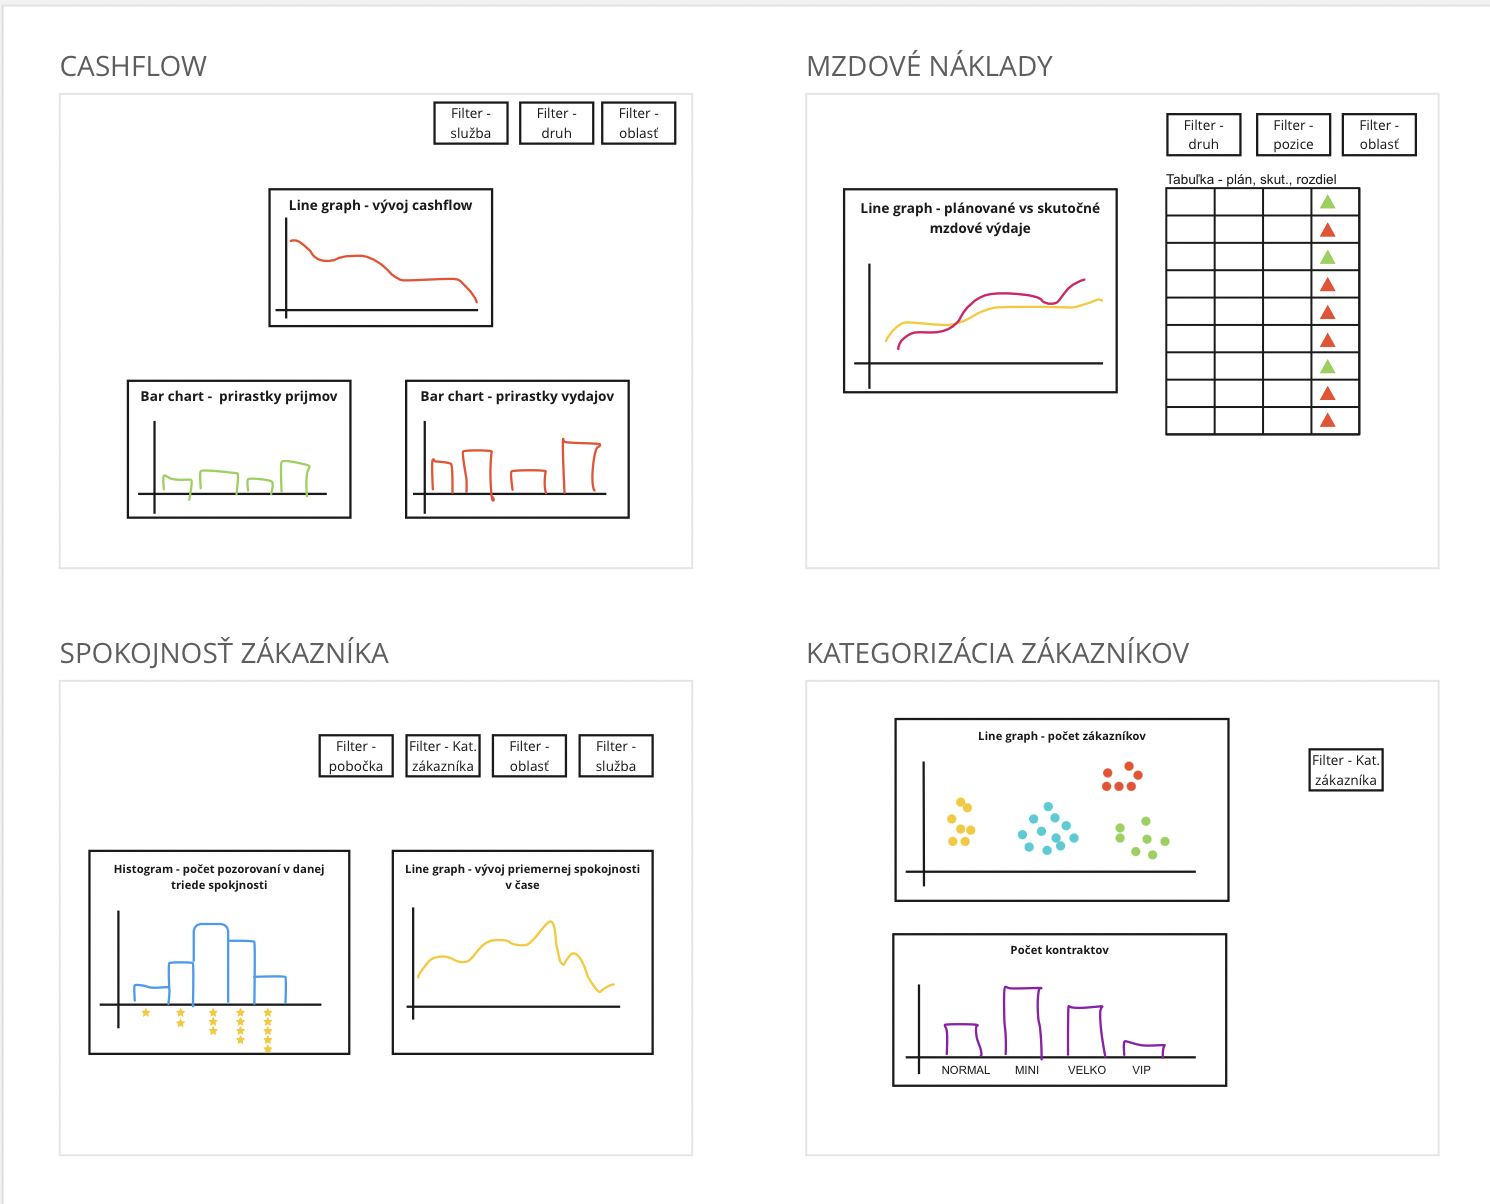 CASHFLOW
Filter -
služba
Filter -
druh
Filter -
oblasť
Line graph - vývoj cashflow
Bar chart -  prirastky prijmov
Bar chart - prirastky vydajov
MZDOVÉ NÁKLADY
Filter -
druh
Filter -
pozice
Filter -
oblasť
Line graph - plánované vs skutočné
mzdové výdaje
Tabuľka - plán, skut., rozdiel
SPOKOJNOSŤ ZÁKAZNÍKA
Filter -
pobočka
Filter - Kat.
zákazníka
Filter -
oblasť
Filter -
služba
Histogram - počet pozorovaní v danej
triede spokjnosti
Line graph - vývoj priemernej spokojnosti
v čase
KATEGORIZÁCIA ZÁKAZNÍKOV
Line graph - počet zákazníkov
Filter - Kat.
zákazníka
Počet kontraktov
NORMAL
MINI
VELKO
VIP